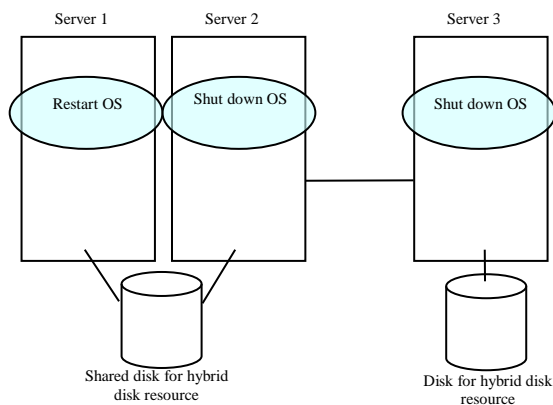 Server 1
Server 2
Server 3
Restart OS
Shut down OS
Shut down OS
Shared disk for hybrid
disk resource
Disk for hybrid disk
resource